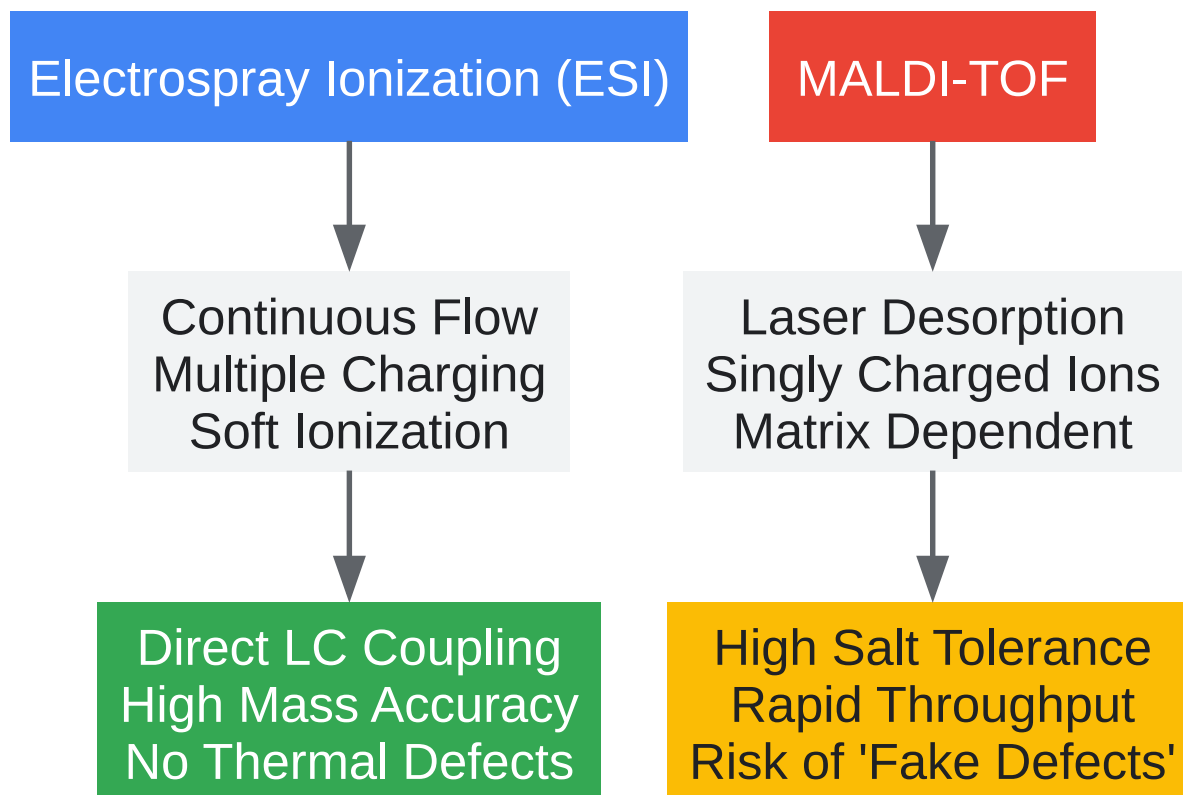 Electrospray Ionization (ESI)
MALDI-TOF
Continuous Flow
Multiple Charging
Soft Ionization
Laser Desorption
Singly Charged Ions
Matrix Dependent
Direct LC Coupling
High Mass Accuracy
No Thermal Defects
High Salt Tolerance
Rapid Throughput
Risk of 'Fake Defects'